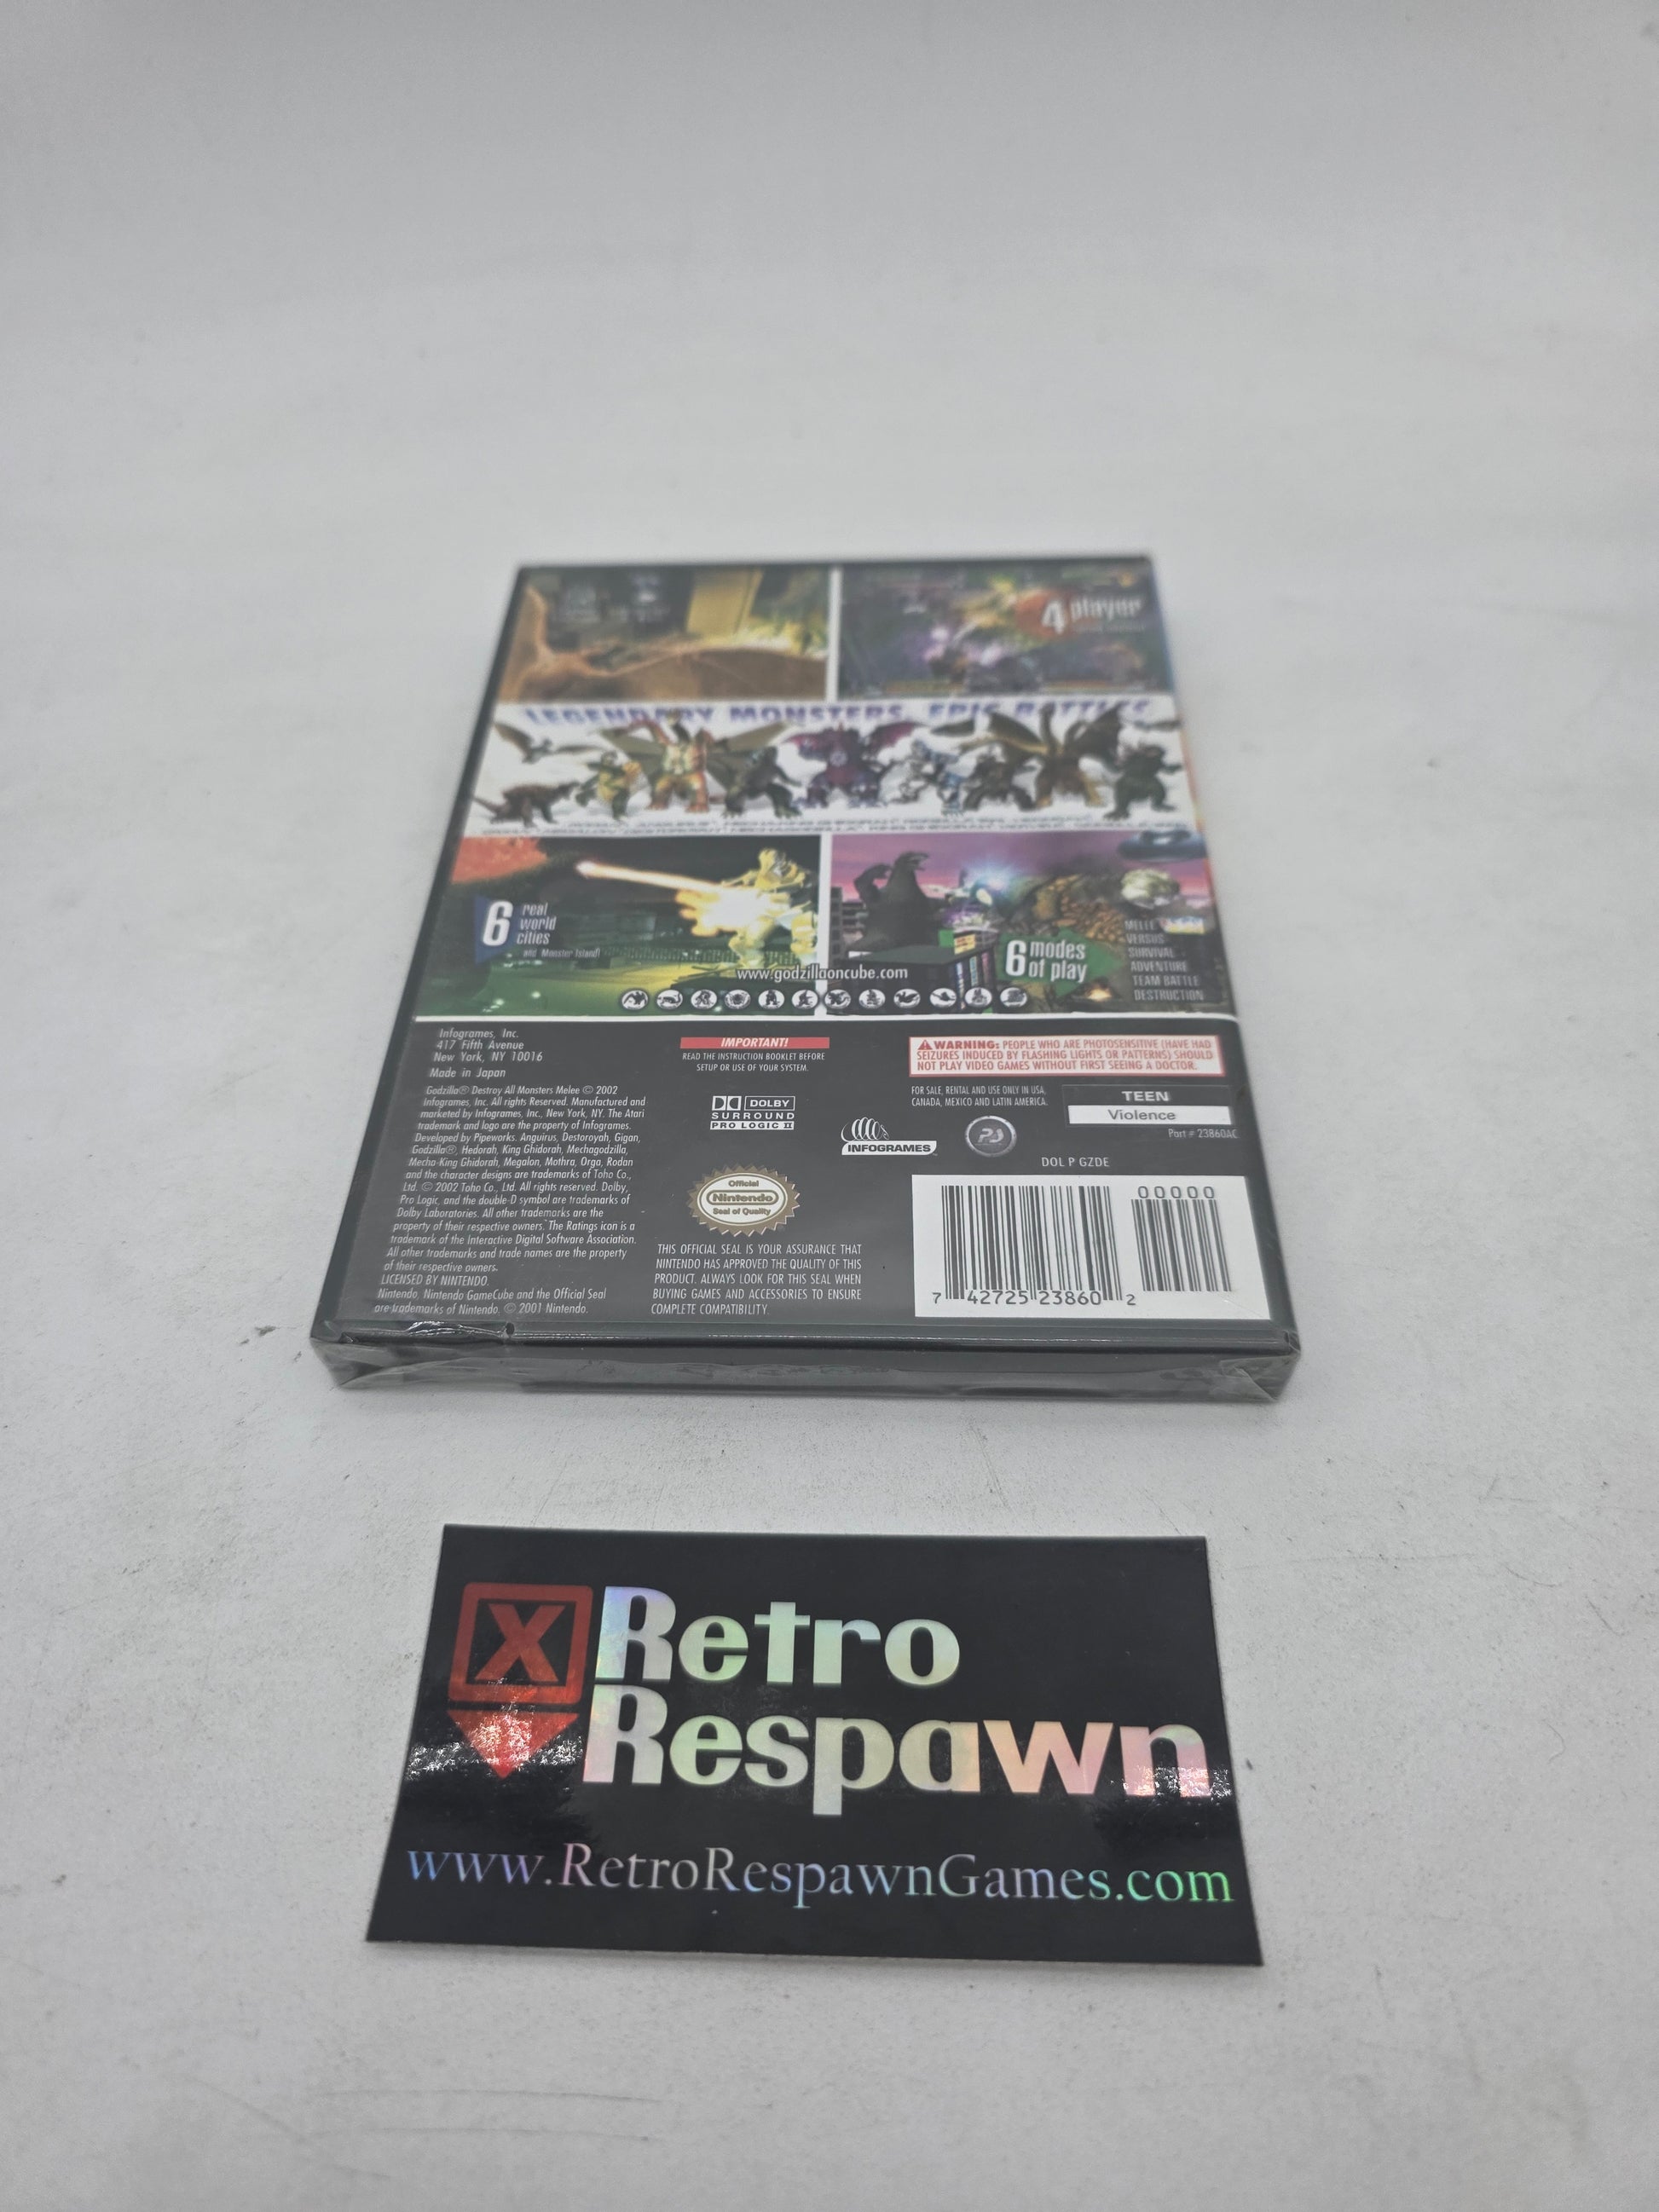 4 player
LEGENDARY MONSTERS. EPIC BATTLES
6 real
world
cities
and Monster Island!
6 modes
of play
MELEE
VERSUS
SURVIVAL
ADVENTURE
TEAM BATTLE
DESTRUCTION
www.godzillaoncube.com
Infogrames, Inc.
417 Fifth Avenue
New York, NY 10016
Made in Japan
Godzilla® Destroy All Monsters Melee © 2002
Infogrames, Inc. All rights Reserved. Manufactured and
marketed by Infogrames, Inc., New York, NY. The Atari
trademark and logo are the property of Infogrames.
Developed by Pipeworks. Anguirus, Destoroyah, Gigan,
Godzilla®, Hedorah, King Ghidorah, Mechagodzilla,
Mecha-King Ghidorah, Megalon, Mothra, Orga, Rodan
and the character designs are trademarks of Toho Co.,
Ltd. © 2002 Toho Co., Ltd. All rights reserved. Dolby,
Pro Logic, and the double-D symbol are trademarks of
Dolby Laboratories. All other trademarks are the
property of their respective owners. The Ratings icon is a
trademark of the Interactive Digital Software Association.
All other trademarks and trade names are the property
of their respective owners.
LICENSED BY NINTENDO.
Nintendo, Nintendo GameCube and the Official Seal
are trademarks of Nintendo. © 2001 Nintendo.
IMPORTANT!
READ THE INSTRUCTION BOOKLET BEFORE
SETUP OR USE OF YOUR SYSTEM.
DOLBY
SURROUND
PRO LOGIC II
INFOGRAMES
Official
Nintendo
Seal of Quality
THIS OFFICIAL SEAL IS YOUR ASSURANCE THAT
NINTENDO HAS APPROVED THE QUALITY OF THIS
PRODUCT. ALWAYS LOOK FOR THIS SEAL WHEN
BUYING GAMES AND ACCESSORIES TO ENSURE
COMPLETE COMPATIBILITY.
WARNING: PEOPLE WHO ARE PHOTOSENSITIVE (HAVE HAD
SEIZURES INDUCED BY FLASHING LIGHTS OR PATTERNS) SHOULD
NOT PLAY VIDEO GAMES WITHOUT FIRST SEEING A DOCTOR.
FOR SALE, RENTAL AND USE ONLY IN USA,
CANADA, MEXICO AND LATIN AMERICA.
TEEN
Violence
Part # 23860AC
DOL P GZDE
00000
7 42725 23860 2
X Retro
Respawn
www.RetroRespawnGames.com